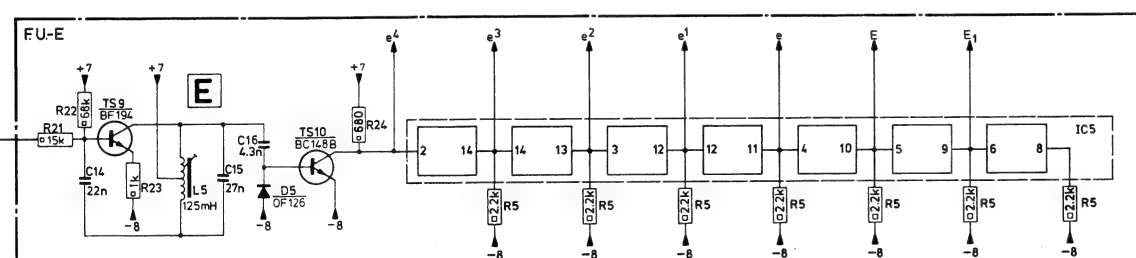 F.U.-E
e4 e3 e2 e1 e E E1
+7 +7 E +7
R22 68k TS9 BF194 680 R24
R21 15k C16 4.3n TS10 BC148B IC5
2 14 14 13 3 12 12 11 4 10 5 9 6 8
C14 22n 1k R23 L5 125mH C15 27n D5 OF126
2.2k R5 2.2k R5 2.2k R5 2.2k R5 2.2k R5 2.2k R5 2.2k R5
-8 -8 -8 -8 -8 -8 -8 -8 -8 -8